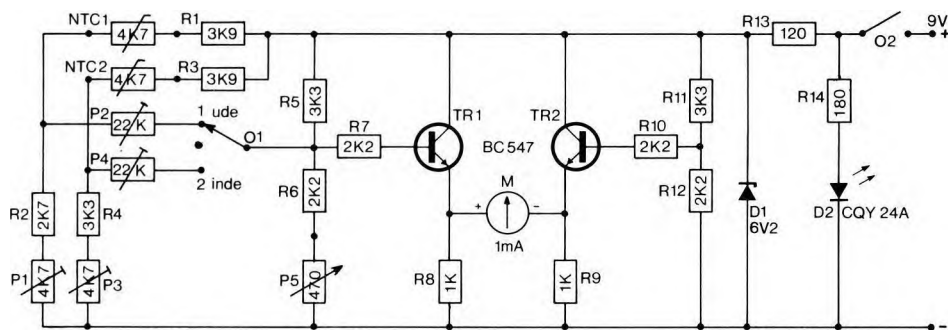 NTC1 4K7 R1 3K9
R13 120 O2 9V +
NTC2 4K7 R3 3K9
P2 22K 1 ude O1
P4 22K 2 inde
R5 3K3 R7 2K2 TR1 BC547 TR2 R10 2K2 R11 3K3 R14 180
R6 2K2 M + - 1mA R12 2K2
R2 2K7 3K3 R4
D1 6V2 D2 CQY 24A
P1 4K7 4K7 P3 P5 470 R8 1K R9 1K
-